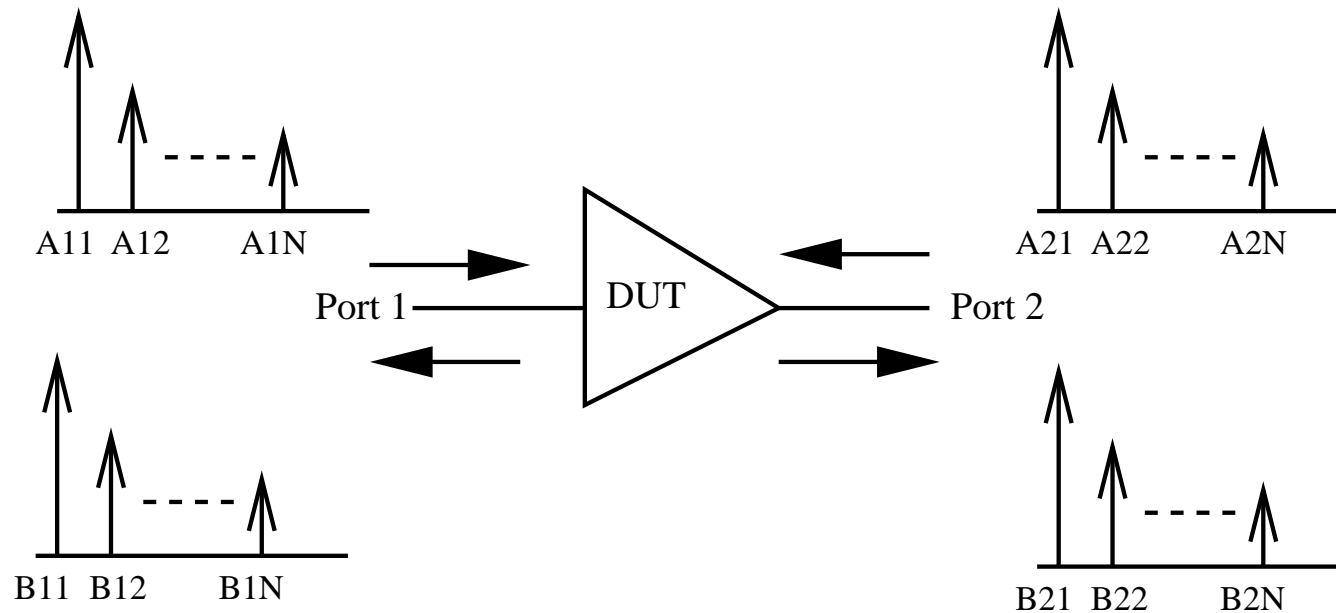 A11 A12 A1N
A21 A22 A2N
Port 1
DUT
Port 2
B11 B12 B1N
B21 B22 B2N